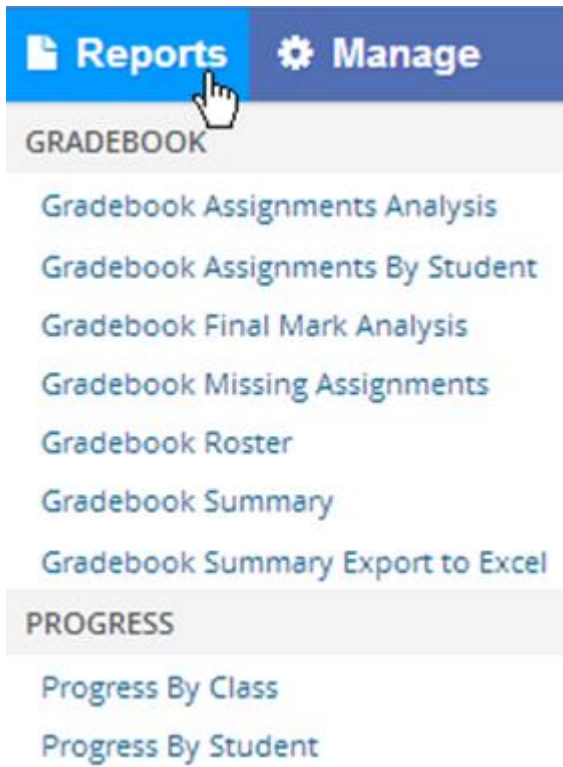 Reports Manage
GRADEBOOK
Gradebook Assignments Analysis
Gradebook Assignments By Student
Gradebook Final Mark Analysis
Gradebook Missing Assignments
Gradebook Roster
Gradebook Summary
Gradebook Summary Export to Excel
PROGRESS
Progress By Class
Progress By Student